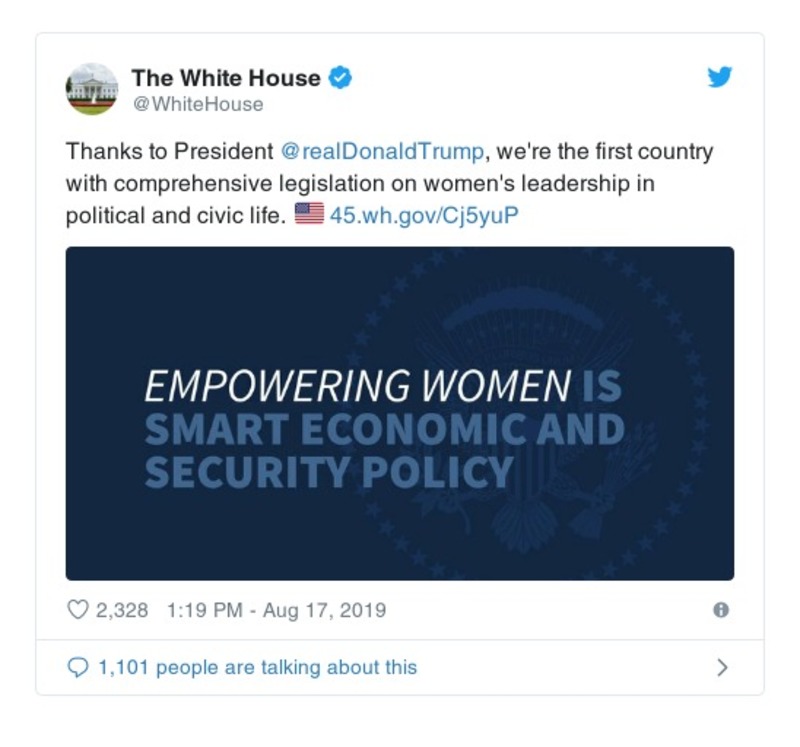 The White House
@WhiteHouse
Thanks to President @realDonaldTrump, we're the first country
with comprehensive legislation on women's leadership in
political and civic life. 🇺🇸 45.wh.gov/Cj5yuP
EMPOWERING WOMEN IS
SMART ECONOMIC AND
SECURITY POLICY
2,328 1:19 PM - Aug 17, 2019
1,101 people are talking about this